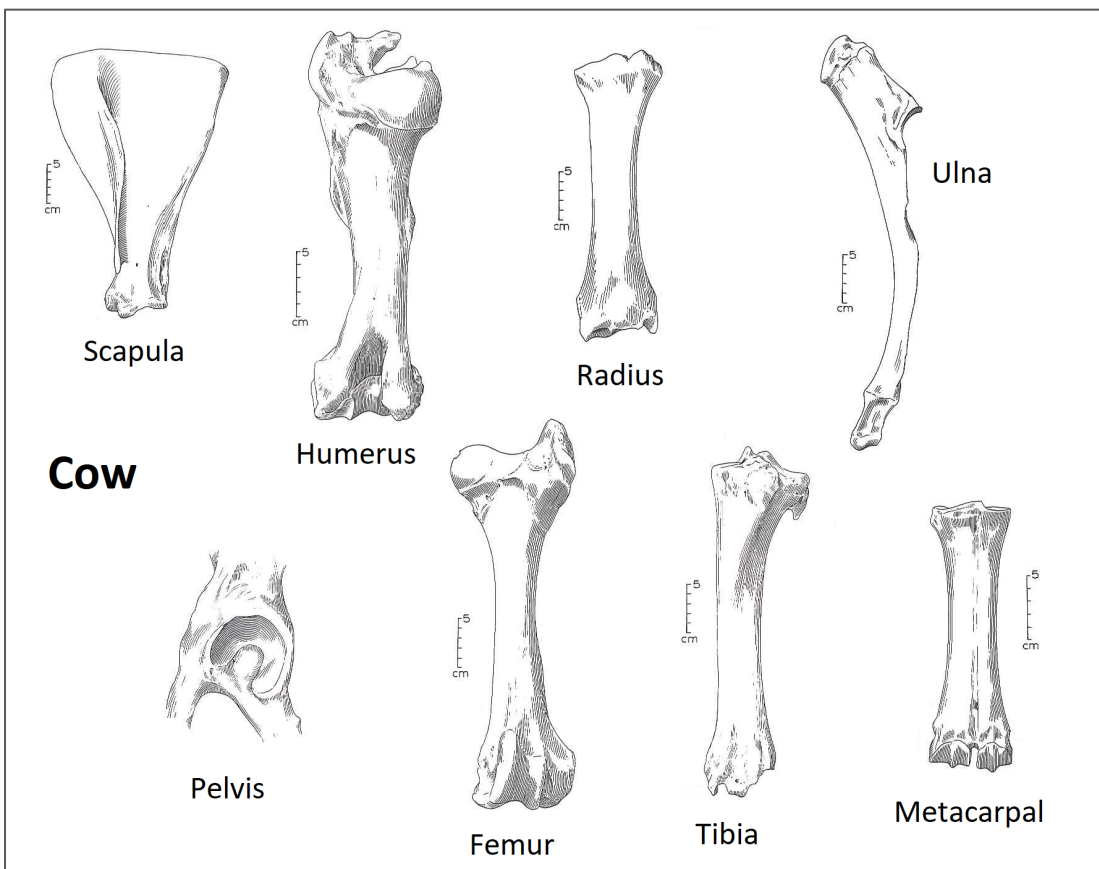 5
cm
Scapula
5
cm
Humerus
5
cm
Radius
5
cm
Ulna
Cow
Pelvis
5
cm
Femur
5
cm
Tibia
5
cm
Metacarpal